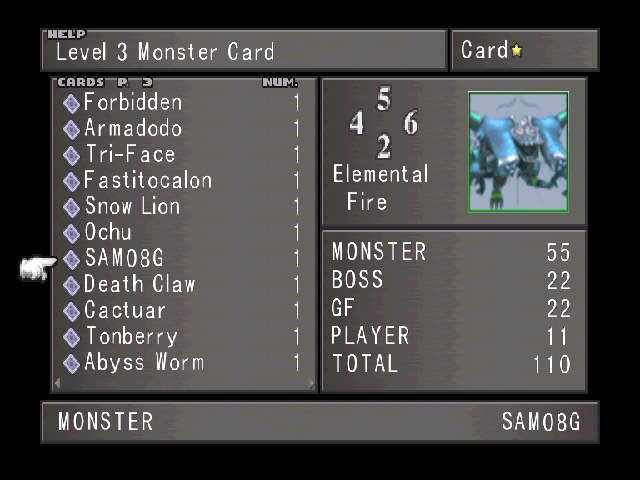 HELP
Level 3 Monster Card
Card
CARDS P. 3 NUM.
Forbidden 1
Armadodo 1
Tri-Face 1
Fastitocalon 1
Snow Lion 1
Ochu 1
SAM08G 1
Death Claw 1
Cactuar 1
Tonberry 1
Abyss Worm 1
5
4 6
2
Elemental
Fire
MONSTER 55
BOSS 22
GF 22
PLAYER 11
TOTAL 110
MONSTER SAM08G